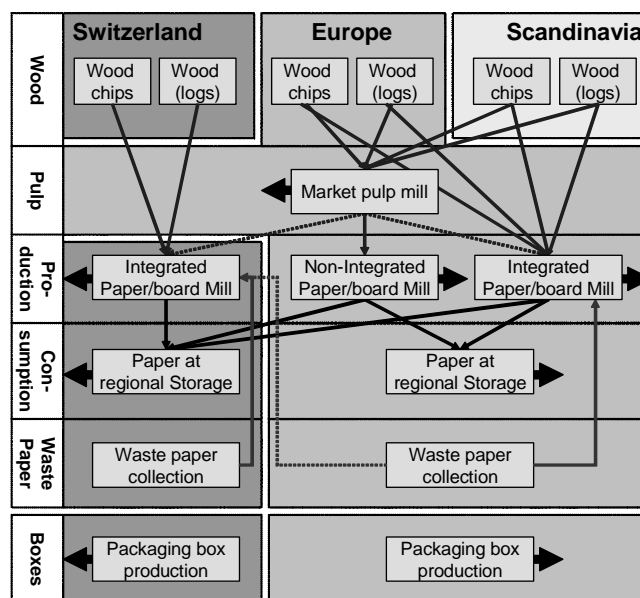 Switzerland
Europe
Scandinavia
Wood
Wood
chips
Wood
(logs)
Wood
chips
Wood
(logs)
Wood
chips
Wood
(logs)
Pulp
Market pulp mill
Pro-
duction
Integrated
Paper/board Mill
Non-Integrated
Paper/board Mill
Integrated
Paper/board Mill
Con-
sumption
Paper at
regional Storage
Paper at
regional Storage
Waste
Paper
Waste paper
collection
Waste paper
collection
Boxes
Packaging box
production
Packaging box
production